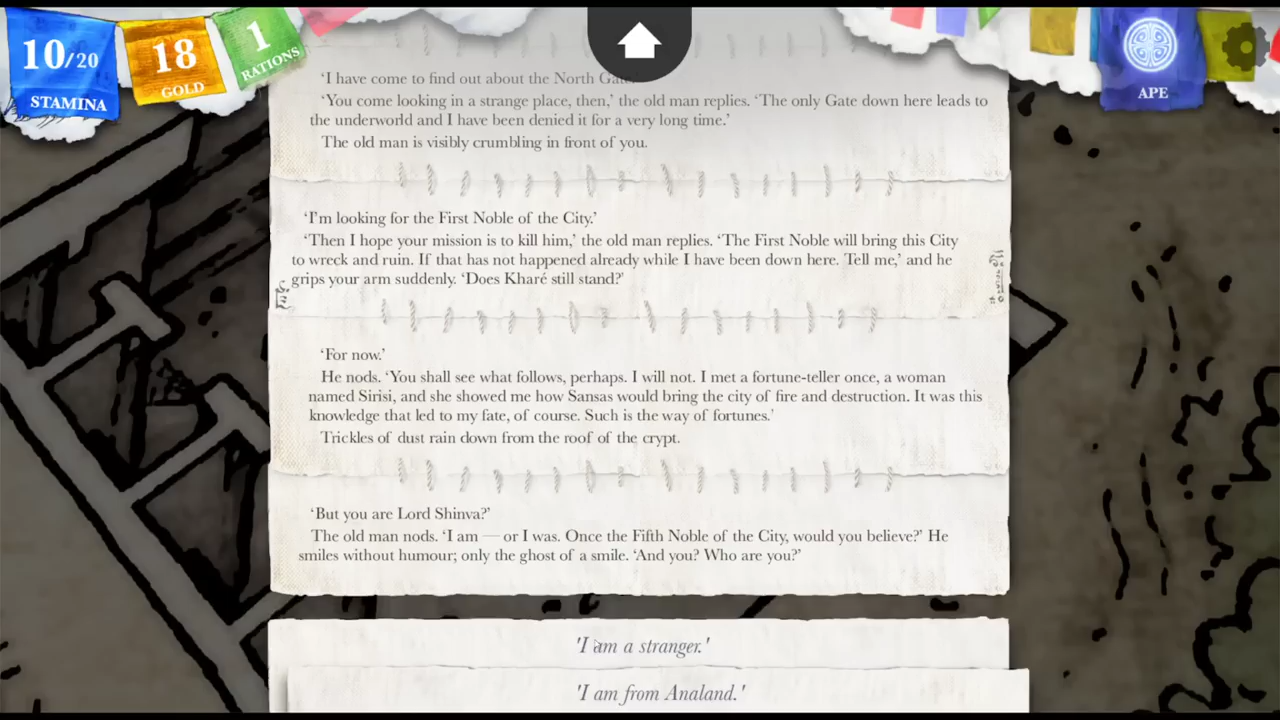 10/20
STAMINA
18
GOLD
1
RATIONS
APE
'I have come to find out about the North
'You come looking in a strange place, then,' the old man replies. 'The only Gate down here leads to
the underworld and I have been denied it for a very long time.'
The old man is visibly crumbling in front of you.
'I'm looking for the First Noble of the City.'
'Then I hope your mission is to kill him,' the old man replies. 'The First Noble will bring this City
to wreck and ruin. If that has not happened already while I have been down here. Tell me,' and he
grips your arm suddenly. 'Does Kharé still stand?'
'For now.'
He nods. 'You shall see what follows, perhaps. I will not. I met a fortune-teller once, a woman
named Sirisi, and she showed me how Sansas would bring the city of fire and destruction. It was this
knowledge that led to my fate, of course. Such is the way of fortunes.'
Trickles of dust rain down from the roof of the crypt.
'But you are Lord Shinva?'
The old man nods. 'I am — or I was. Once the Fifth Noble of the City, would you believe?' He
smiles without humour; only the ghost of a smile. 'And you? Who are you?'
'I am a stranger.'
'I am from Analand.'